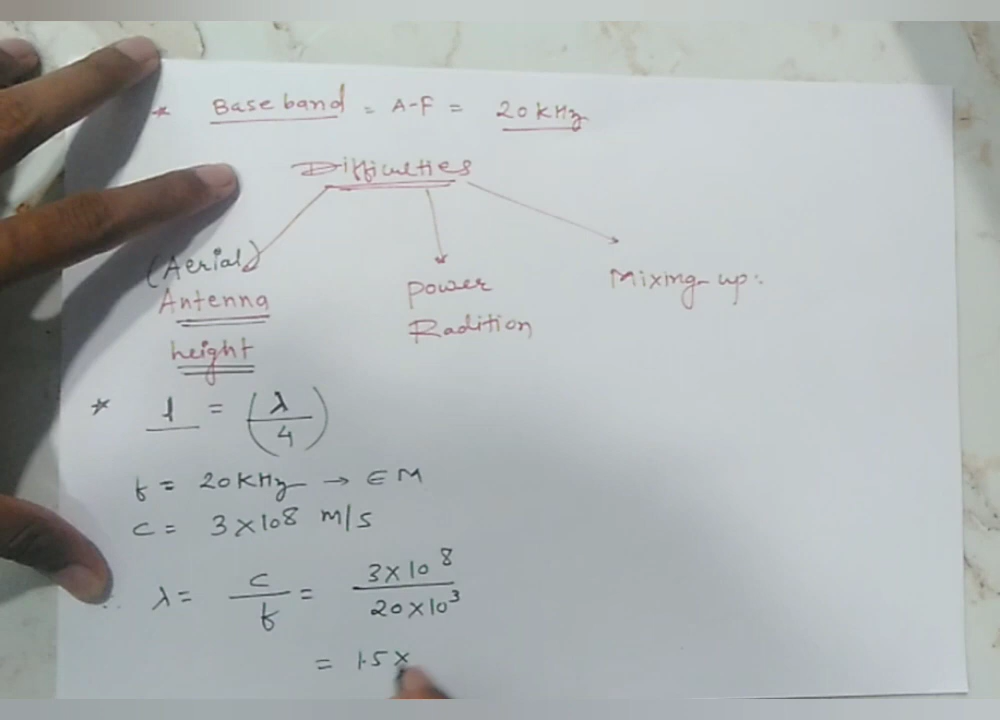 * Base band = A-F = 20 KHz
Difficulties
(Aerial)
Antenna
height
Power
Radition
Mixing-up:
* l = (λ/4)
f = 20 KHz → EM
C = 3 × 10^8 m/s
∴ λ = c/f = 3×10^8 / 20×10^3
= 1.5 ×